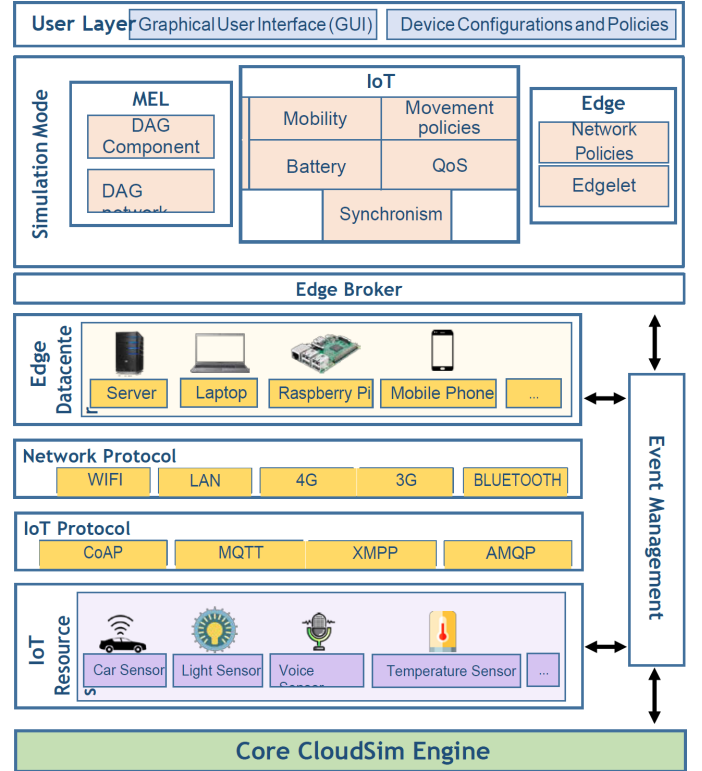 User Layer
Graphical User Interface (GUI)
Device Configurations and Policies
Simulation Mode
MEL
DAG
Component
DAG
network
IoT
Mobility
Movement
policies
Battery
QoS
Synchronism
Edge
Network
Policies
Edgelet
Edge Broker
Edge
Datacente
r
Server
Laptop
Raspberry Pi
Mobile Phone
...
Network Protocol
WIFI
LAN
4G
3G
BLUETOOTH
IoT Protocol
CoAP
MQTT
XMPP
AMQP
IoT
Resource
s
Car Sensor
Light Sensor
Voice
Sensor
Temperature Sensor
...
Event Management
Core CloudSim Engine